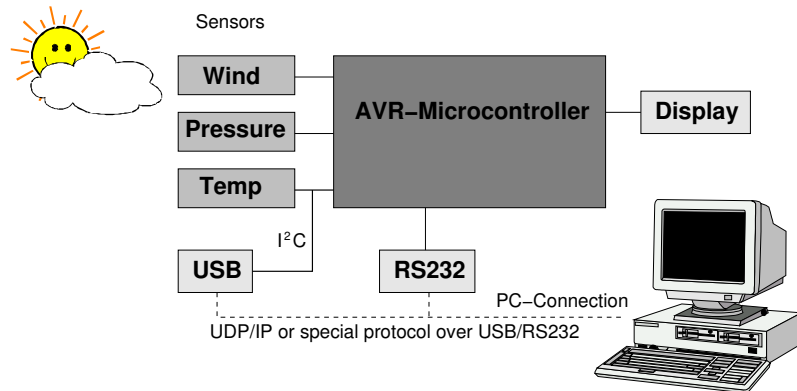 Sensors
Wind
Pressure
Temp
AVR−Microcontroller
Display
I²C
USB
RS232
PC−Connection
UDP/IP or special protocol over USB/RS232